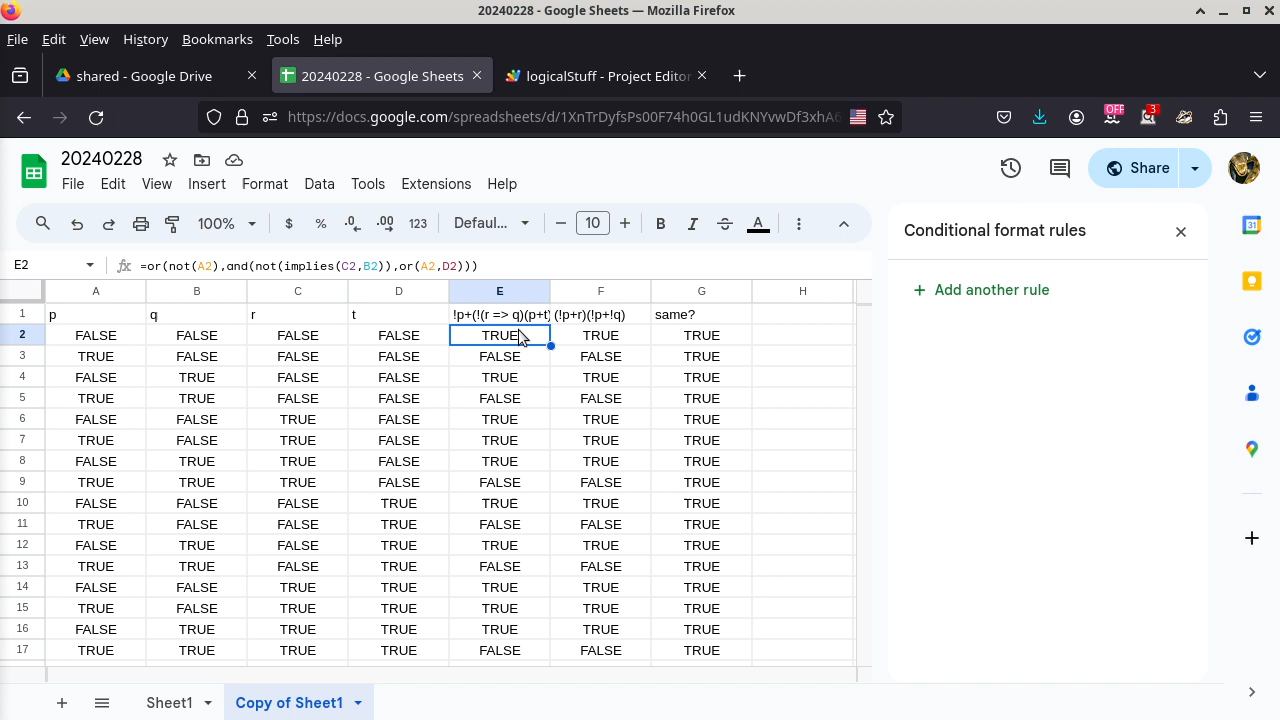 20240228 - Google Sheets — Mozilla Firefox
File Edit View History Bookmarks Tools Help
shared - Google Drive 20240228 - Google Sheets logicalStuff - Project Editor
https://docs.google.com/spreadsheets/d/1XnTrDyfsPs00F74h0GL1udKNYvwDf3xhA6 OFF 3
20240228
File Edit View Insert Format Data Tools Extensions Help
Share
100% $ % .0 .00 123 Defaul... 10 B I S A
Conditional format rules
E2 fx =or(not(A2),and(not(implies(C2,B2)),or(A2,D2)))
Add another rule
A B C D E F G H
1 p q r t !p+(!(r => q)(p+t) (!p+r)(!p+!q) same?
2 FALSE FALSE FALSE FALSE TRUE TRUE TRUE
3 TRUE FALSE FALSE FALSE FALSE FALSE TRUE
4 FALSE TRUE FALSE FALSE TRUE TRUE TRUE
5 TRUE TRUE FALSE FALSE FALSE FALSE TRUE
6 FALSE FALSE TRUE FALSE TRUE TRUE TRUE
7 TRUE FALSE TRUE FALSE TRUE TRUE TRUE
8 FALSE TRUE TRUE FALSE TRUE TRUE TRUE
9 TRUE TRUE TRUE FALSE FALSE FALSE TRUE
10 FALSE FALSE FALSE TRUE TRUE TRUE TRUE
11 TRUE FALSE FALSE TRUE FALSE FALSE TRUE
12 FALSE TRUE FALSE TRUE TRUE TRUE TRUE
13 TRUE TRUE FALSE TRUE FALSE FALSE TRUE
14 FALSE FALSE TRUE TRUE TRUE TRUE TRUE
15 TRUE FALSE TRUE TRUE TRUE TRUE TRUE
16 FALSE TRUE TRUE TRUE TRUE TRUE TRUE
17 TRUE TRUE TRUE TRUE FALSE FALSE TRUE
Sheet1 Copy of Sheet1